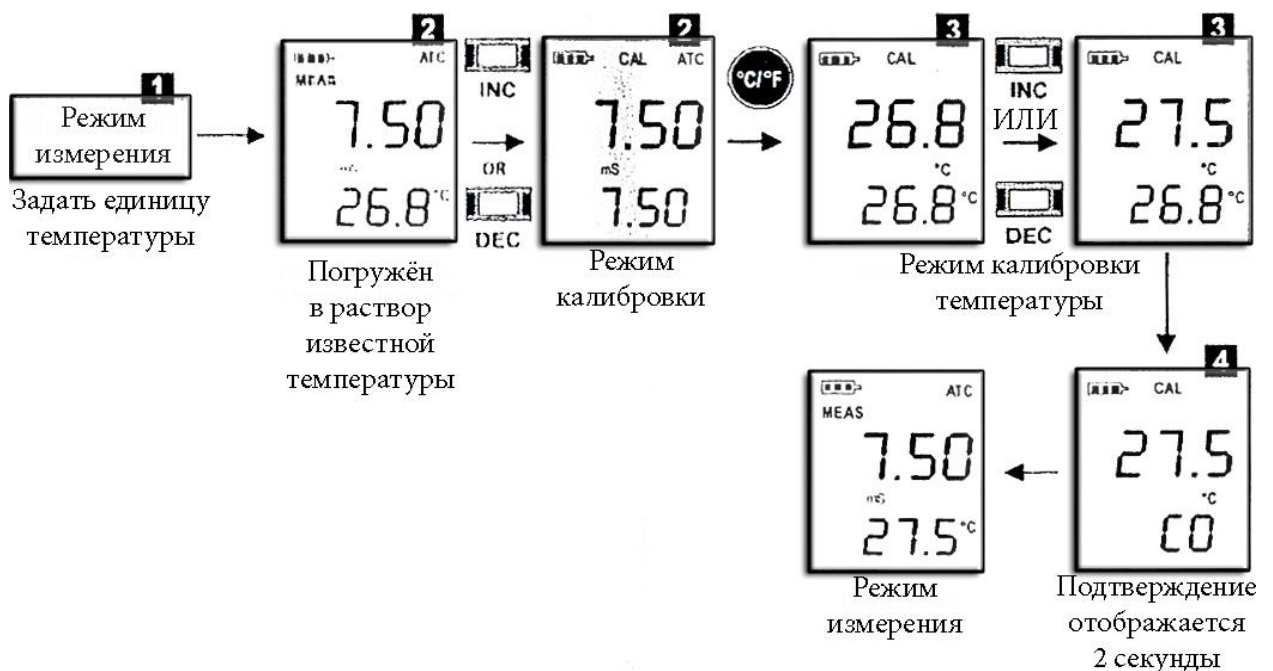 1
Режим
измерения
Задать единицу
температуры
2
ATC
MEAS
7.50
mS
26.8 °C
Погружён
в раствор
известной
температуры
INC
OR
DEC
2
CAL ATC
7.50
mS
7.50
Режим
калибровки
°C/°F
3
CAL
26.8
°C
26.8 °C
INC
ИЛИ
DEC
3
CAL
27.5
°C
26.8 °C
Режим калибровки
температуры
4
CAL
27.5
°C
CO
Подтверждение
отображается
2 секунды
ATC
MEAS
7.50
mS
27.5 °C
Режим
измерения